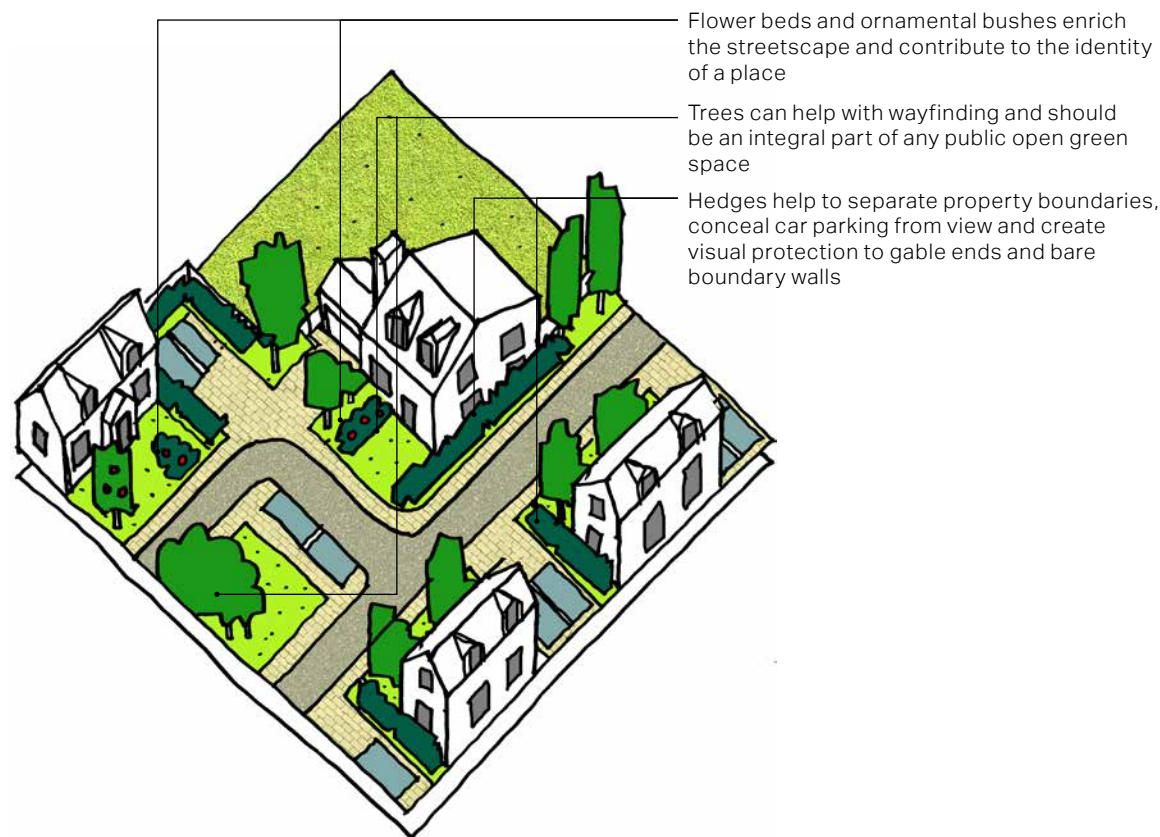 Flower beds and ornamental bushes enrich
the streetscape and contribute to the identity
of a place
Trees can help with wayfinding and should
be an integral part of any public open green
space
Hedges help to separate property boundaries,
conceal car parking from view and create
visual protection to gable ends and bare
boundary walls